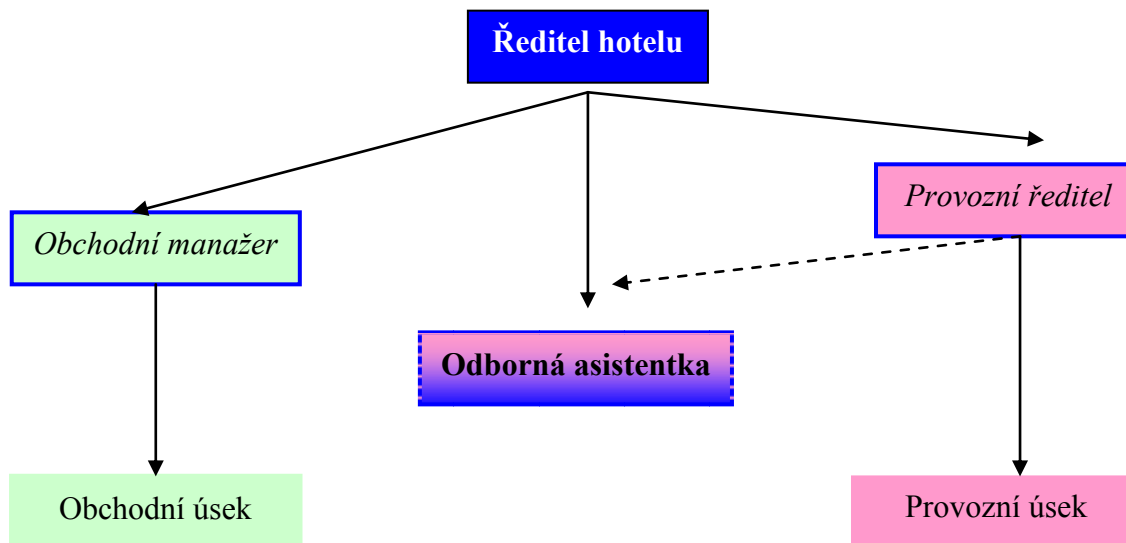 Ředitel hotelu
Provozní ředitel
Obchodní manažer
Odborná asistentka
Obchodní úsek
Provozní úsek